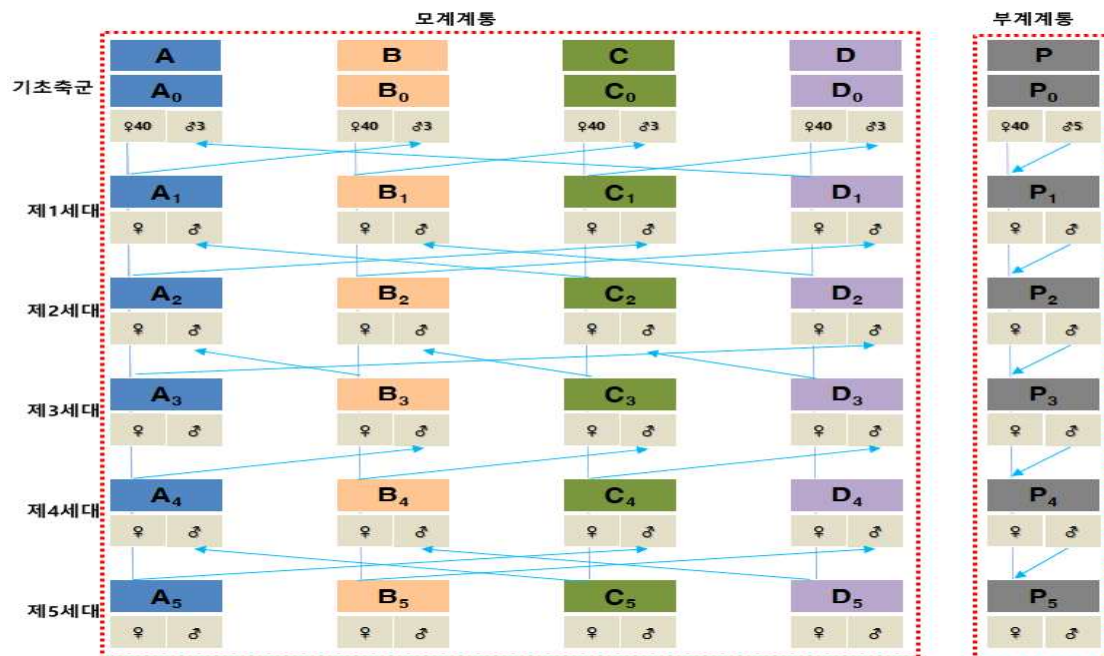 모계계통 부계계통
A B C D P
기초축군 A₀ B₀ C₀ D₀ P₀
♀40 ♂3 ♀40 ♂3 ♀40 ♂3 ♀40 ♂3 ♀40 ♂5
제1세대 A₁ B₁ C₁ D₁ P₁
♀ ♂ ♀ ♂ ♀ ♂ ♀ ♂ ♀ ♂
제2세대 A₂ B₂ C₂ D₂ P₂
♀ ♂ ♀ ♂ ♀ ♂ ♀ ♂ ♀ ♂
제3세대 A₃ B₃ C₃ D₃ P₃
♀ ♂ ♀ ♂ ♀ ♂ ♀ ♂ ♀ ♂
제4세대 A₄ B₄ C₄ D₄ P₄
♀ ♂ ♀ ♂ ♀ ♂ ♀ ♂ ♀ ♂
제5세대 A₅ B₅ C₅ D₅ P₅
♀ ♂ ♀ ♂ ♀ ♂ ♀ ♂ ♀ ♂